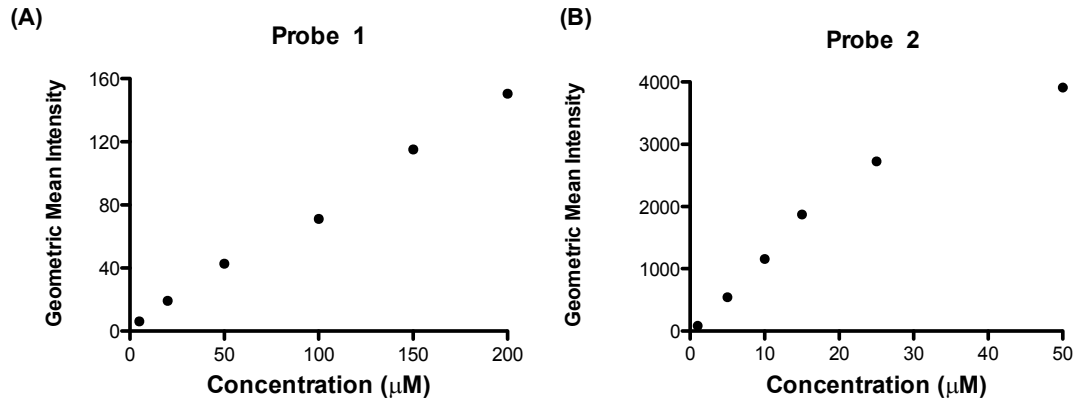 (A)
Probe 1
Geometric Mean Intensity
160
120
80
40
0
0 50 100 150 200
Concentration (μM)
(B)
Probe 2
Geometric Mean Intensity
4000
3000
2000
1000
0
0 10 20 30 40 50
Concentration (μM)